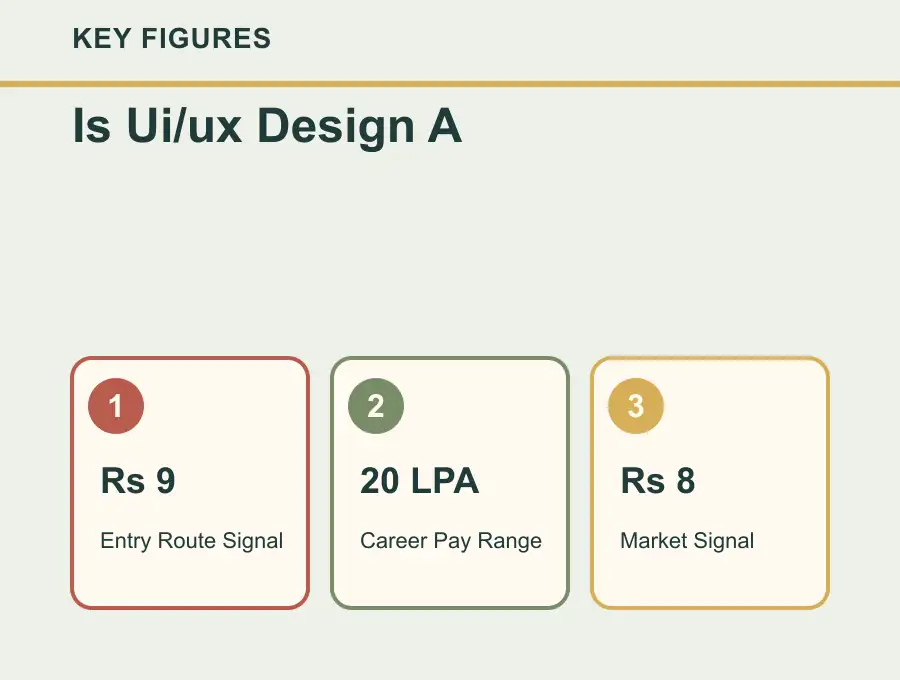 KEY FIGURES
Is Ui/ux Design A
1
2
3
Rs 9
20 LPA
Rs 8
Entry Route Signal
Career Pay Range
Market Signal